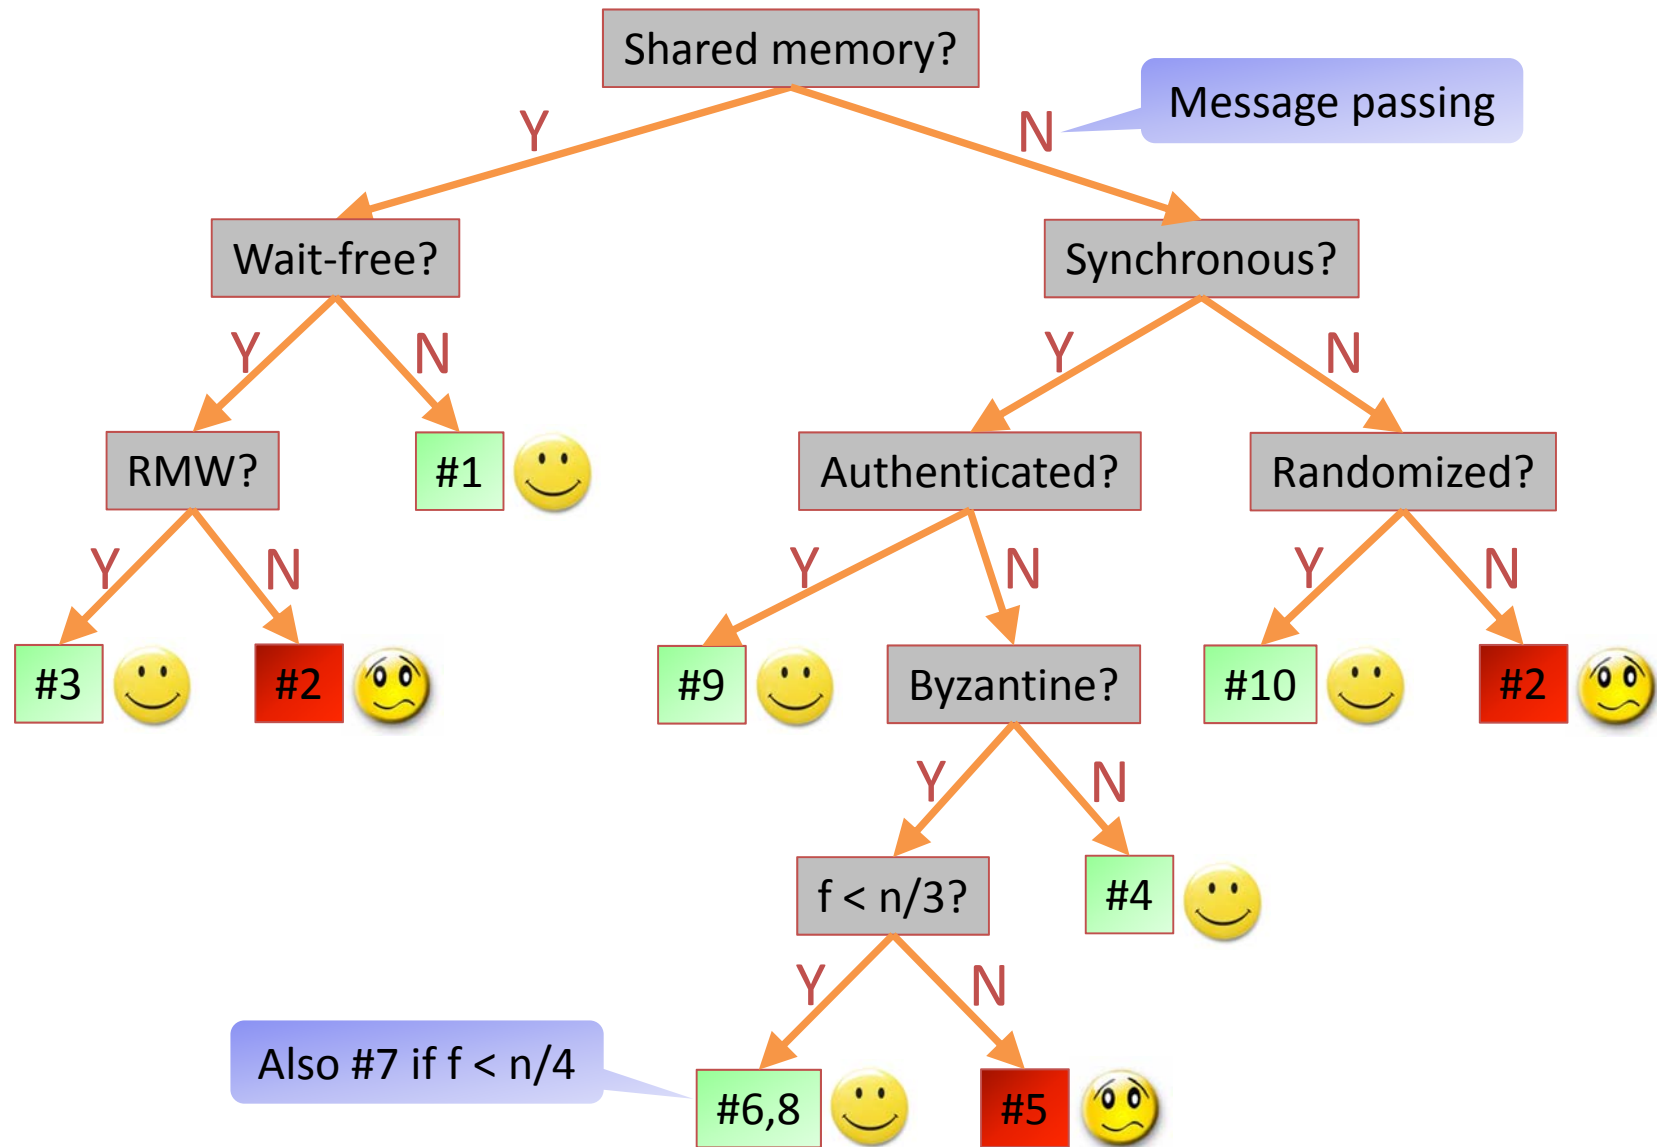 Shared memory?
Message passing
Y
N
Wait-free?
Synchronous?
Y
N
Y
N
RMW?
#1
Authenticated?
Randomized?
Y
N
Y
N
Y
N
#3
#2
#9
Byzantine?
#10
#2
Y
N
f < n/3?
#4
Y
N
Also #7 if f < n/4
#6,8
#5